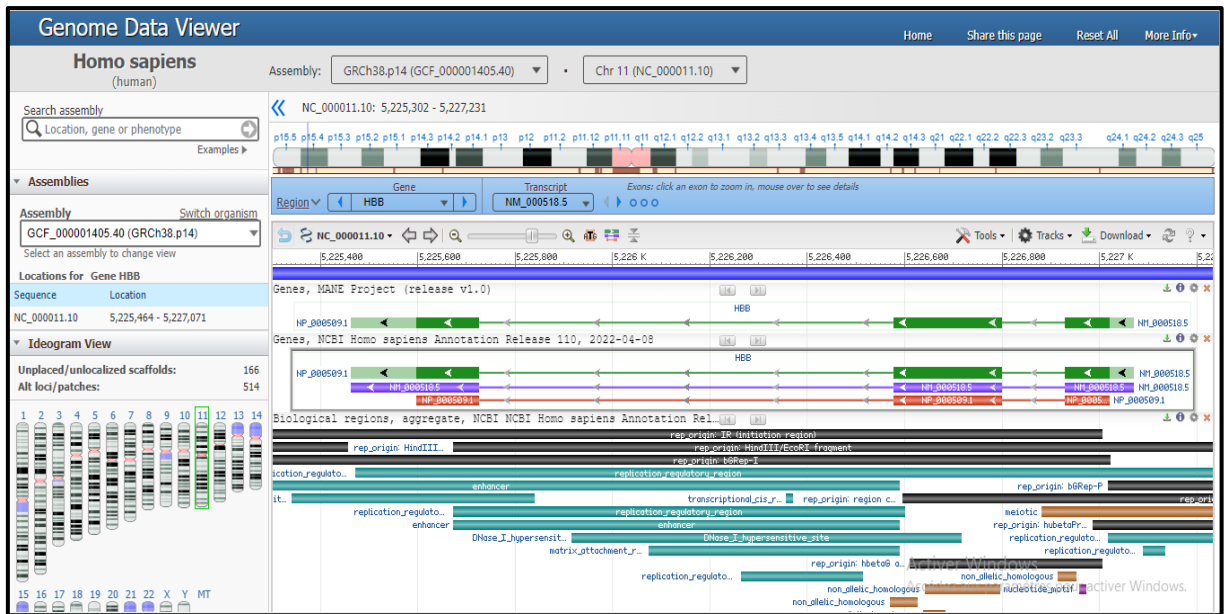 Genome Data Viewer
Home Share this page Reset All More Info▾
Homo sapiens
(human)
Assembly: GRCh38.p14 (GCF_000001405.40) • Chr 11 (NC_000011.10)
Search assembly
Location, gene or phenotype
Examples
NC_000011.10: 5,225,302 - 5,227,231
p15.5 p15.4 p15.3 p15.2 p15.1 p14.3 p14.2 p14.1 p13 p12 p11.2 p11.12 p11.11 q11 q12.1 q12.2 q13.1 q13.2 q13.3 q13.4 q13.5 q14.1 q14.2 q14.3 q21 q22.1 q22.2 q22.3 q23.2 q23.3 q24.1 q24.2 q24.3 q25
Assemblies
Gene Transcript Exons: click an exon to zoom in, mouse over to see details
Region HBB NM_000518.5
Assembly Switch organism
GCF_000001405.40 (GRCh38.p14)
Select an assembly to change view
NC_000011.10 Tools Tracks Download ?
5,225,400 5,225,600 5,225,800 5,226 K 5,226,200 5,226,400 5,226,600 5,226,800 5,227 K 5,22
Locations for Gene HBB
Sequence Location
NC_000011.10 5,225,464 - 5,227,071
Ideogram View
Unplaced/unlocalized scaffolds: 166
Alt loci/patches: 514
1 2 3 4 5 6 7 8 9 10 11 12 13 14
15 16 17 18 19 20 21 22 X Y MT
Genes, MANE Project (release v1.0)
HBB
NP_000509.1 NM_000518.5
Genes, NCBI Homo sapiens Annotation Release 110, 2022-04-08
HBB
NP_000509.1 NM_000518.5
NM_000518.5 NM_000518.5 NM_000518.5 NM_000518.5
NP_000509.1 NP_000509.1 NP_0005... NP_000509.1
Biological regions, aggregate, NCBI NCBI Homo sapiens Annotation Rel...
rep_origin: IR (initiation region)
rep_origin: HindIII... rep_origin: HindIII/EcoRI fragment
rep_origin: bGRep-I
ication_regulato... replication_regulatory_region
enhancer rep_origin: bGRep-P
it... transcriptional_cis_r... rep_origin: region c... rep_ori
replication_regulato... replication_regulatory_region meiotic
enhancer enhancer rep_origin: hubetaPr...
DNase_I_hypersensit... DNase_I_hypersensitive_site replication_regulato...
matrix_attachment_r... replication_regulato...
rep_origin: hbetaG a...
replication_regulato... non_allelic_homologous
non_allelic_homologous nucleotide_motif
non_allelic_homologous
Activer Windows
activer Windows.